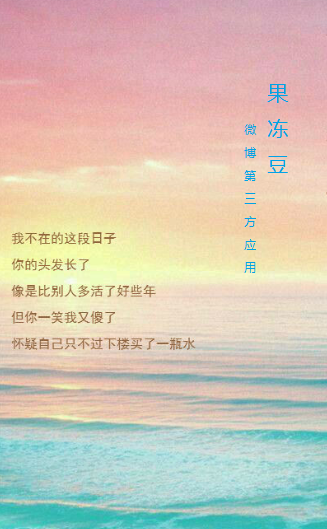 果冻豆
微博第三方应用
我不在的这段日子
你的头发长了
像是比别人多活了好些年
但你一笑我又傻了
怀疑自己只不过下楼买了一瓶水